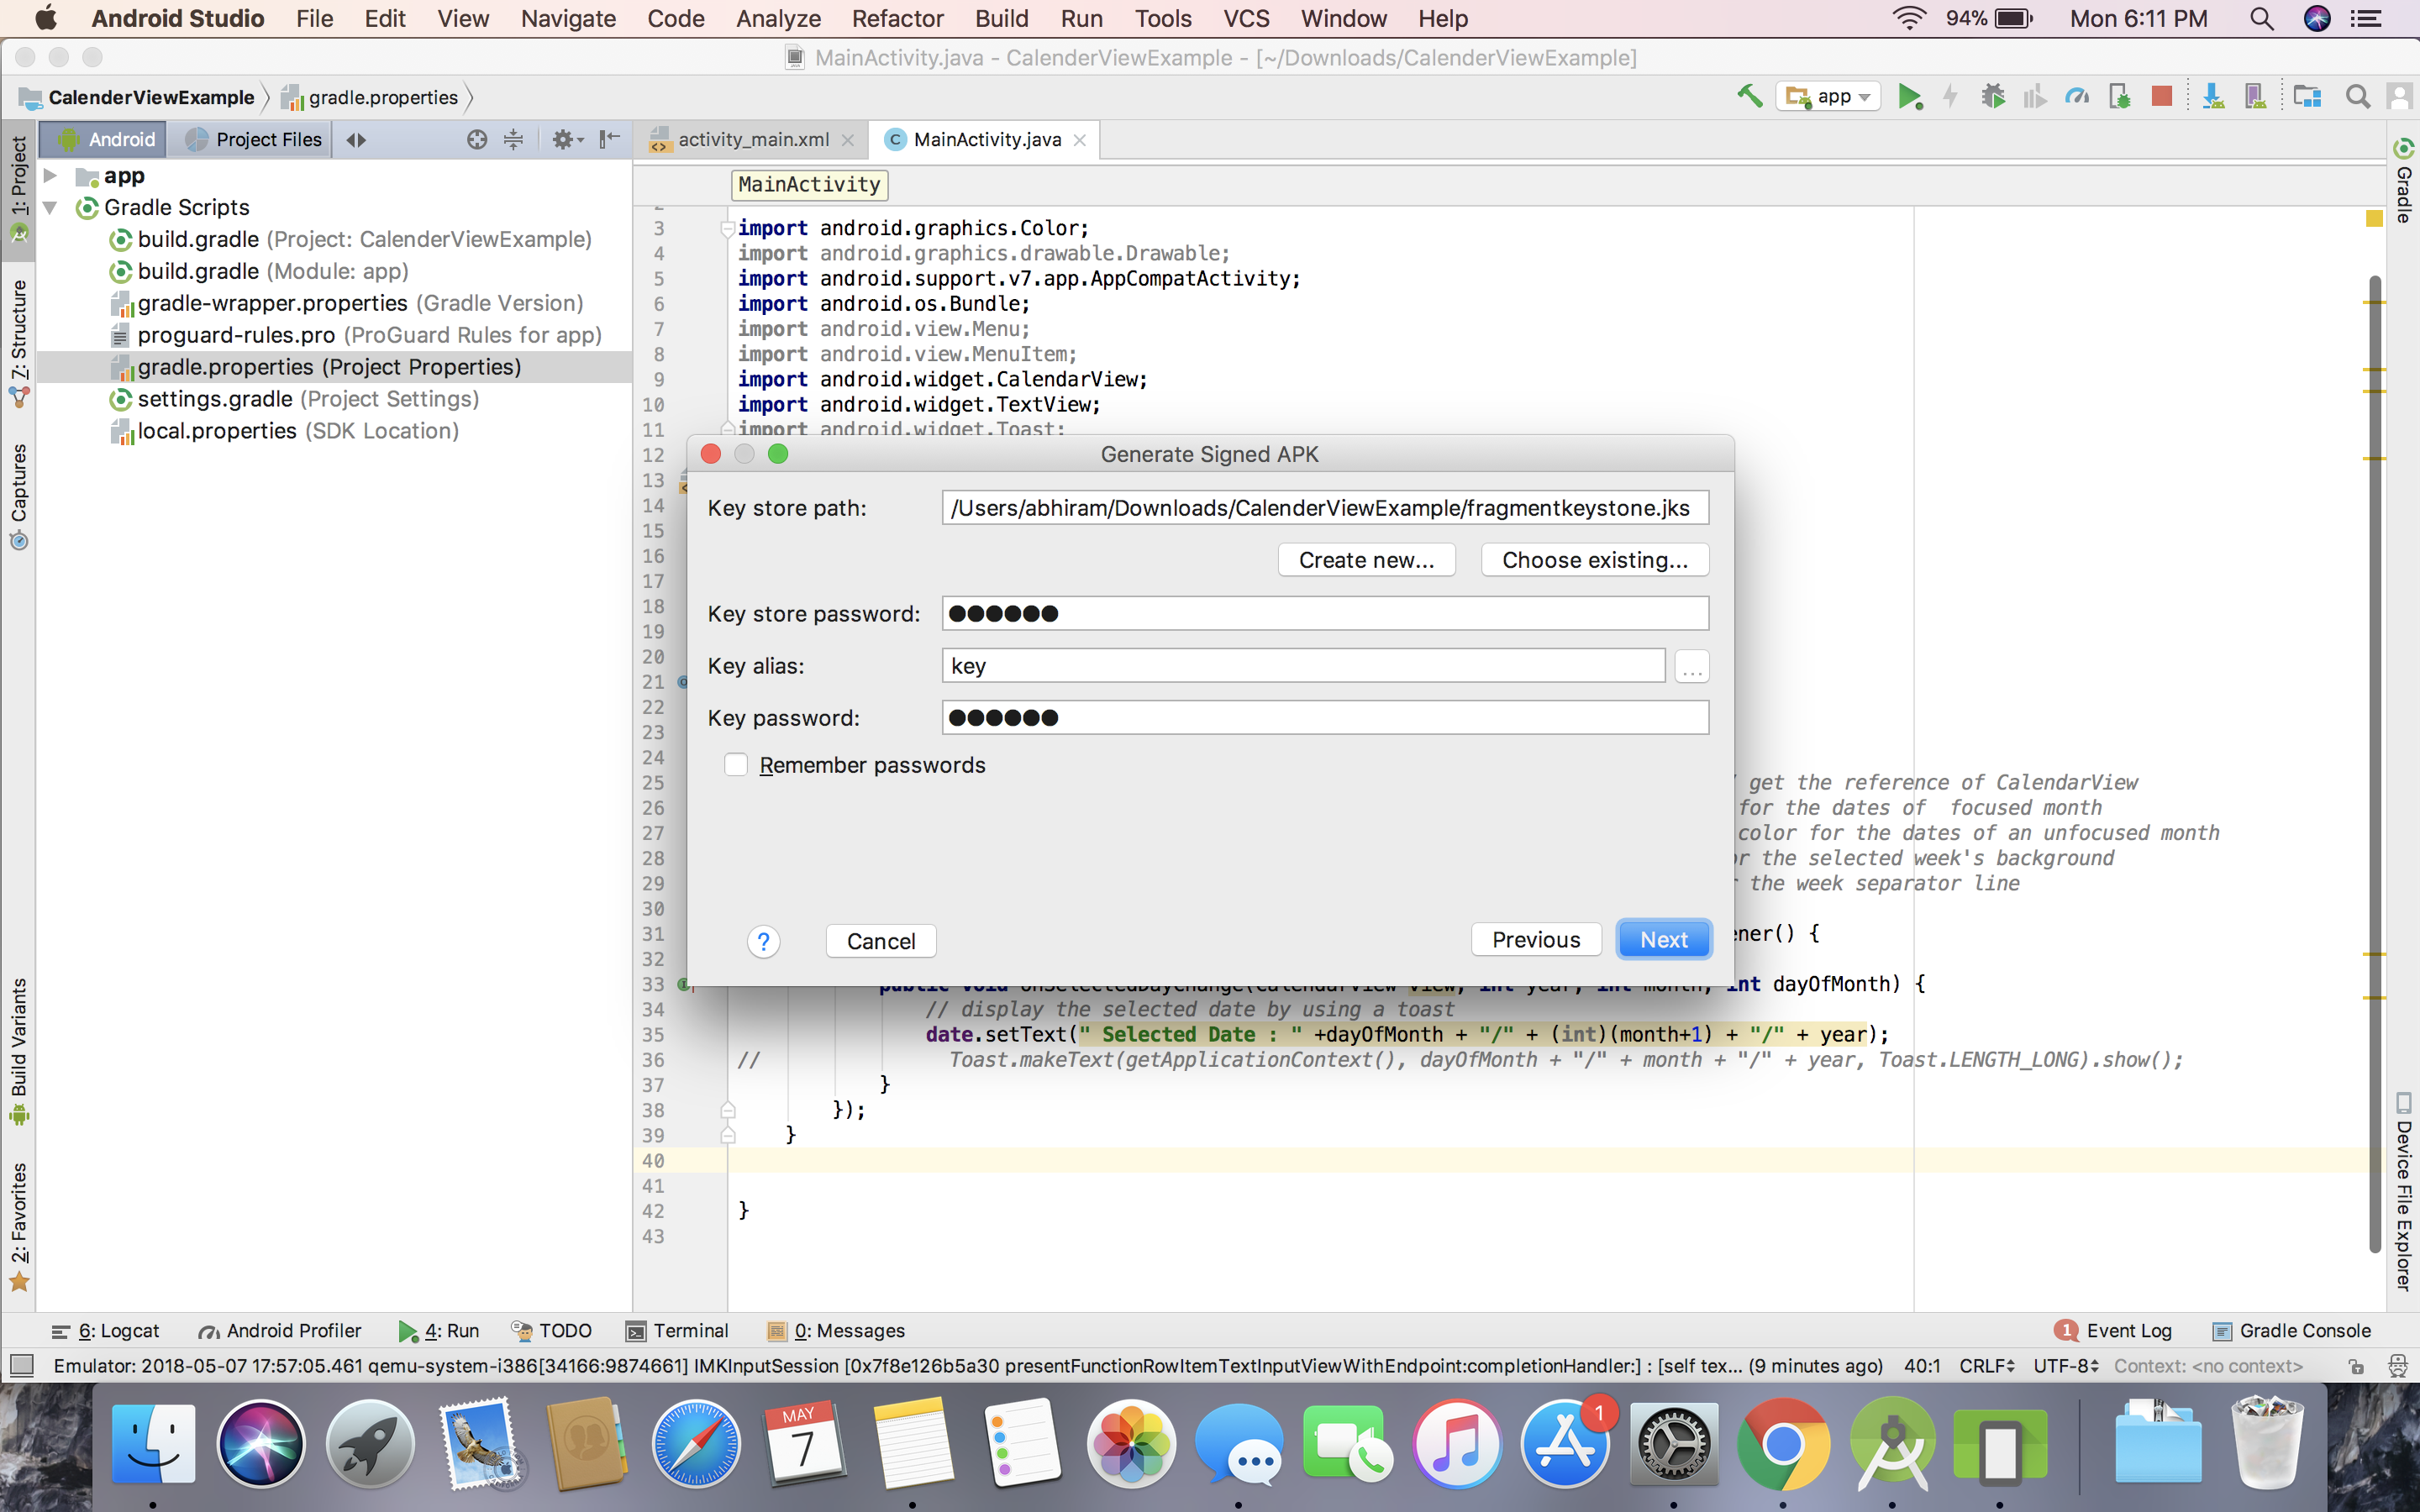 Android Studio File Edit View Navigate Code Analyze Refactor Build Run Tools VCS Window Help 94% Mon 6:11 PM
MainActivity.java - CalenderViewExample - [~/Downloads/CalenderViewExample]
CalenderViewExample gradle.properties app
Android Project Files activity_main.xml MainActivity.java
MainActivity
1: Project
7: Structure
Captures
Build Variants
2: Favorites
app
Gradle Scripts
build.gradle (Project: CalenderViewExample)
build.gradle (Module: app)
gradle-wrapper.properties (Gradle Version)
proguard-rules.pro (ProGuard Rules for app)
gradle.properties (Project Properties)
settings.gradle (Project Settings)
local.properties (SDK Location)
3 import android.graphics.Color;
4 import android.graphics.drawable.Drawable;
5 import android.support.v7.app.AppCompatActivity;
6 import android.os.Bundle;
7 import android.view.Menu;
8 import android.view.MenuItem;
9 import android.widget.CalendarView;
10 import android.widget.TextView;
11 import android.widget.Toast;
12
13
14
15
16
17
18
19
20
21
22
23
24
25 get the reference of CalendarView
26 for the dates of focused month
27 color for the dates of an unfocused month
28 or the selected week's background
29 the week separator line
30
31 ener() {
32
33 public void onSelectedDayChange(CalendarView view, int year, int month, int dayOfMonth) {
34 // display the selected date by using a toast
35 date.setText(" Selected Date : " +dayOfMonth + "/" + (int)(month+1) + "/" + year);
36 // Toast.makeText(getApplicationContext(), dayOfMonth + "/" + month + "/" + year, Toast.LENGTH_LONG).show();
37 }
38 });
39 }
40
41
42 }
43
Generate Signed APK
Key store path: /Users/abhiram/Downloads/CalenderViewExample/fragmentkeystone.jks
Create new... Choose existing...
Key store password: ●●●●●●
Key alias: key ...
Key password: ●●●●●●
Remember passwords
? Cancel Previous Next
Gradle
Device File Explorer
6: Logcat Android Profiler 4: Run TODO Terminal 0: Messages 1 Event Log Gradle Console
Emulator: 2018-05-07 17:57:05.461 qemu-system-i386[34166:9874661] IMKInputSession [0x7f8e126b5a30 presentFunctionRowItemTextInputViewWithEndpoint:completionHandler:] : [self tex... (9 minutes ago) 40:1 CRLF UTF-8 Context: <no context>
MAY
7
1